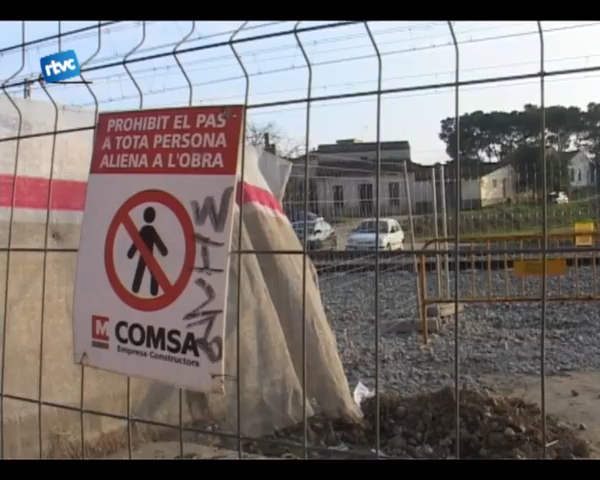 rtvc
PROHIBIT EL PAS
A TOTA PERSONA
ALIENA A L'OBRA
M
COMSA
Empresa Constructora